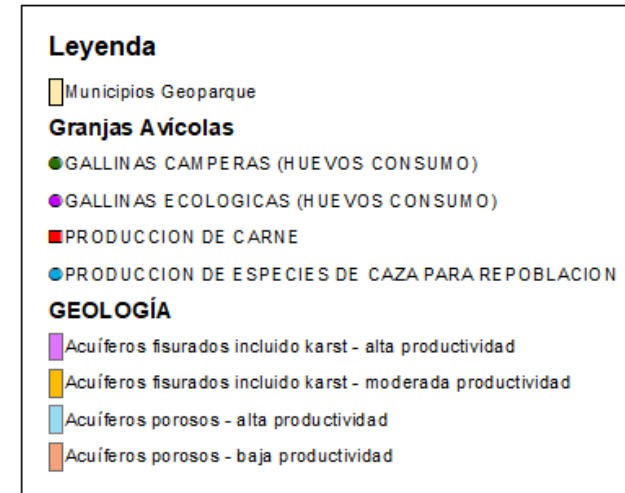 Leyenda
Municipios Geoparque
Granjas Avícolas
GALLINAS CAMPERAS (HUEVOS CONSUMO)
GALLINAS ECOLOGICAS (HUEVOS CONSUMO)
PRODUCCION DE CARNE
PRODUCCION DE ESPECIES DE CAZA PARA REPOBLACION
GEOLOGÍA
Acuíferos fisurados incluido karst - alta productividad
Acuíferos fisurados incluido karst - moderada productividad
Acuíferos porosos - alta productividad
Acuíferos porosos - baja productividad